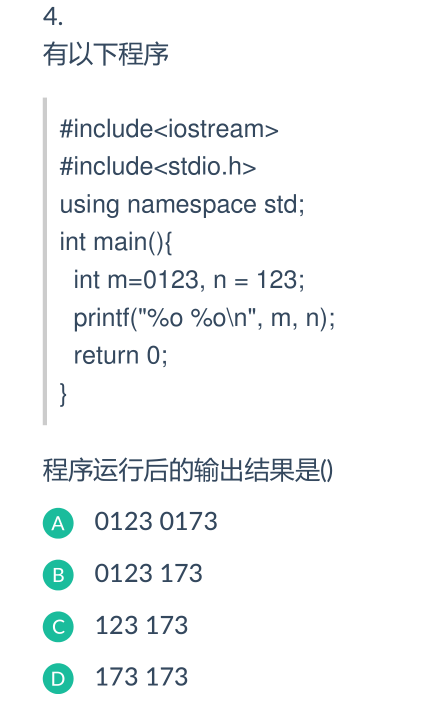 4.
有以下程序
#include<iostream>
#include<stdio.h>
using namespace std;
int main(){
  int m=0123, n = 123;
  printf("%o %o\n", m, n);
  return 0;
}
程序运行后的输出结果是()
A 0123 0173
B 0123 173
C 123 173
D 173 173